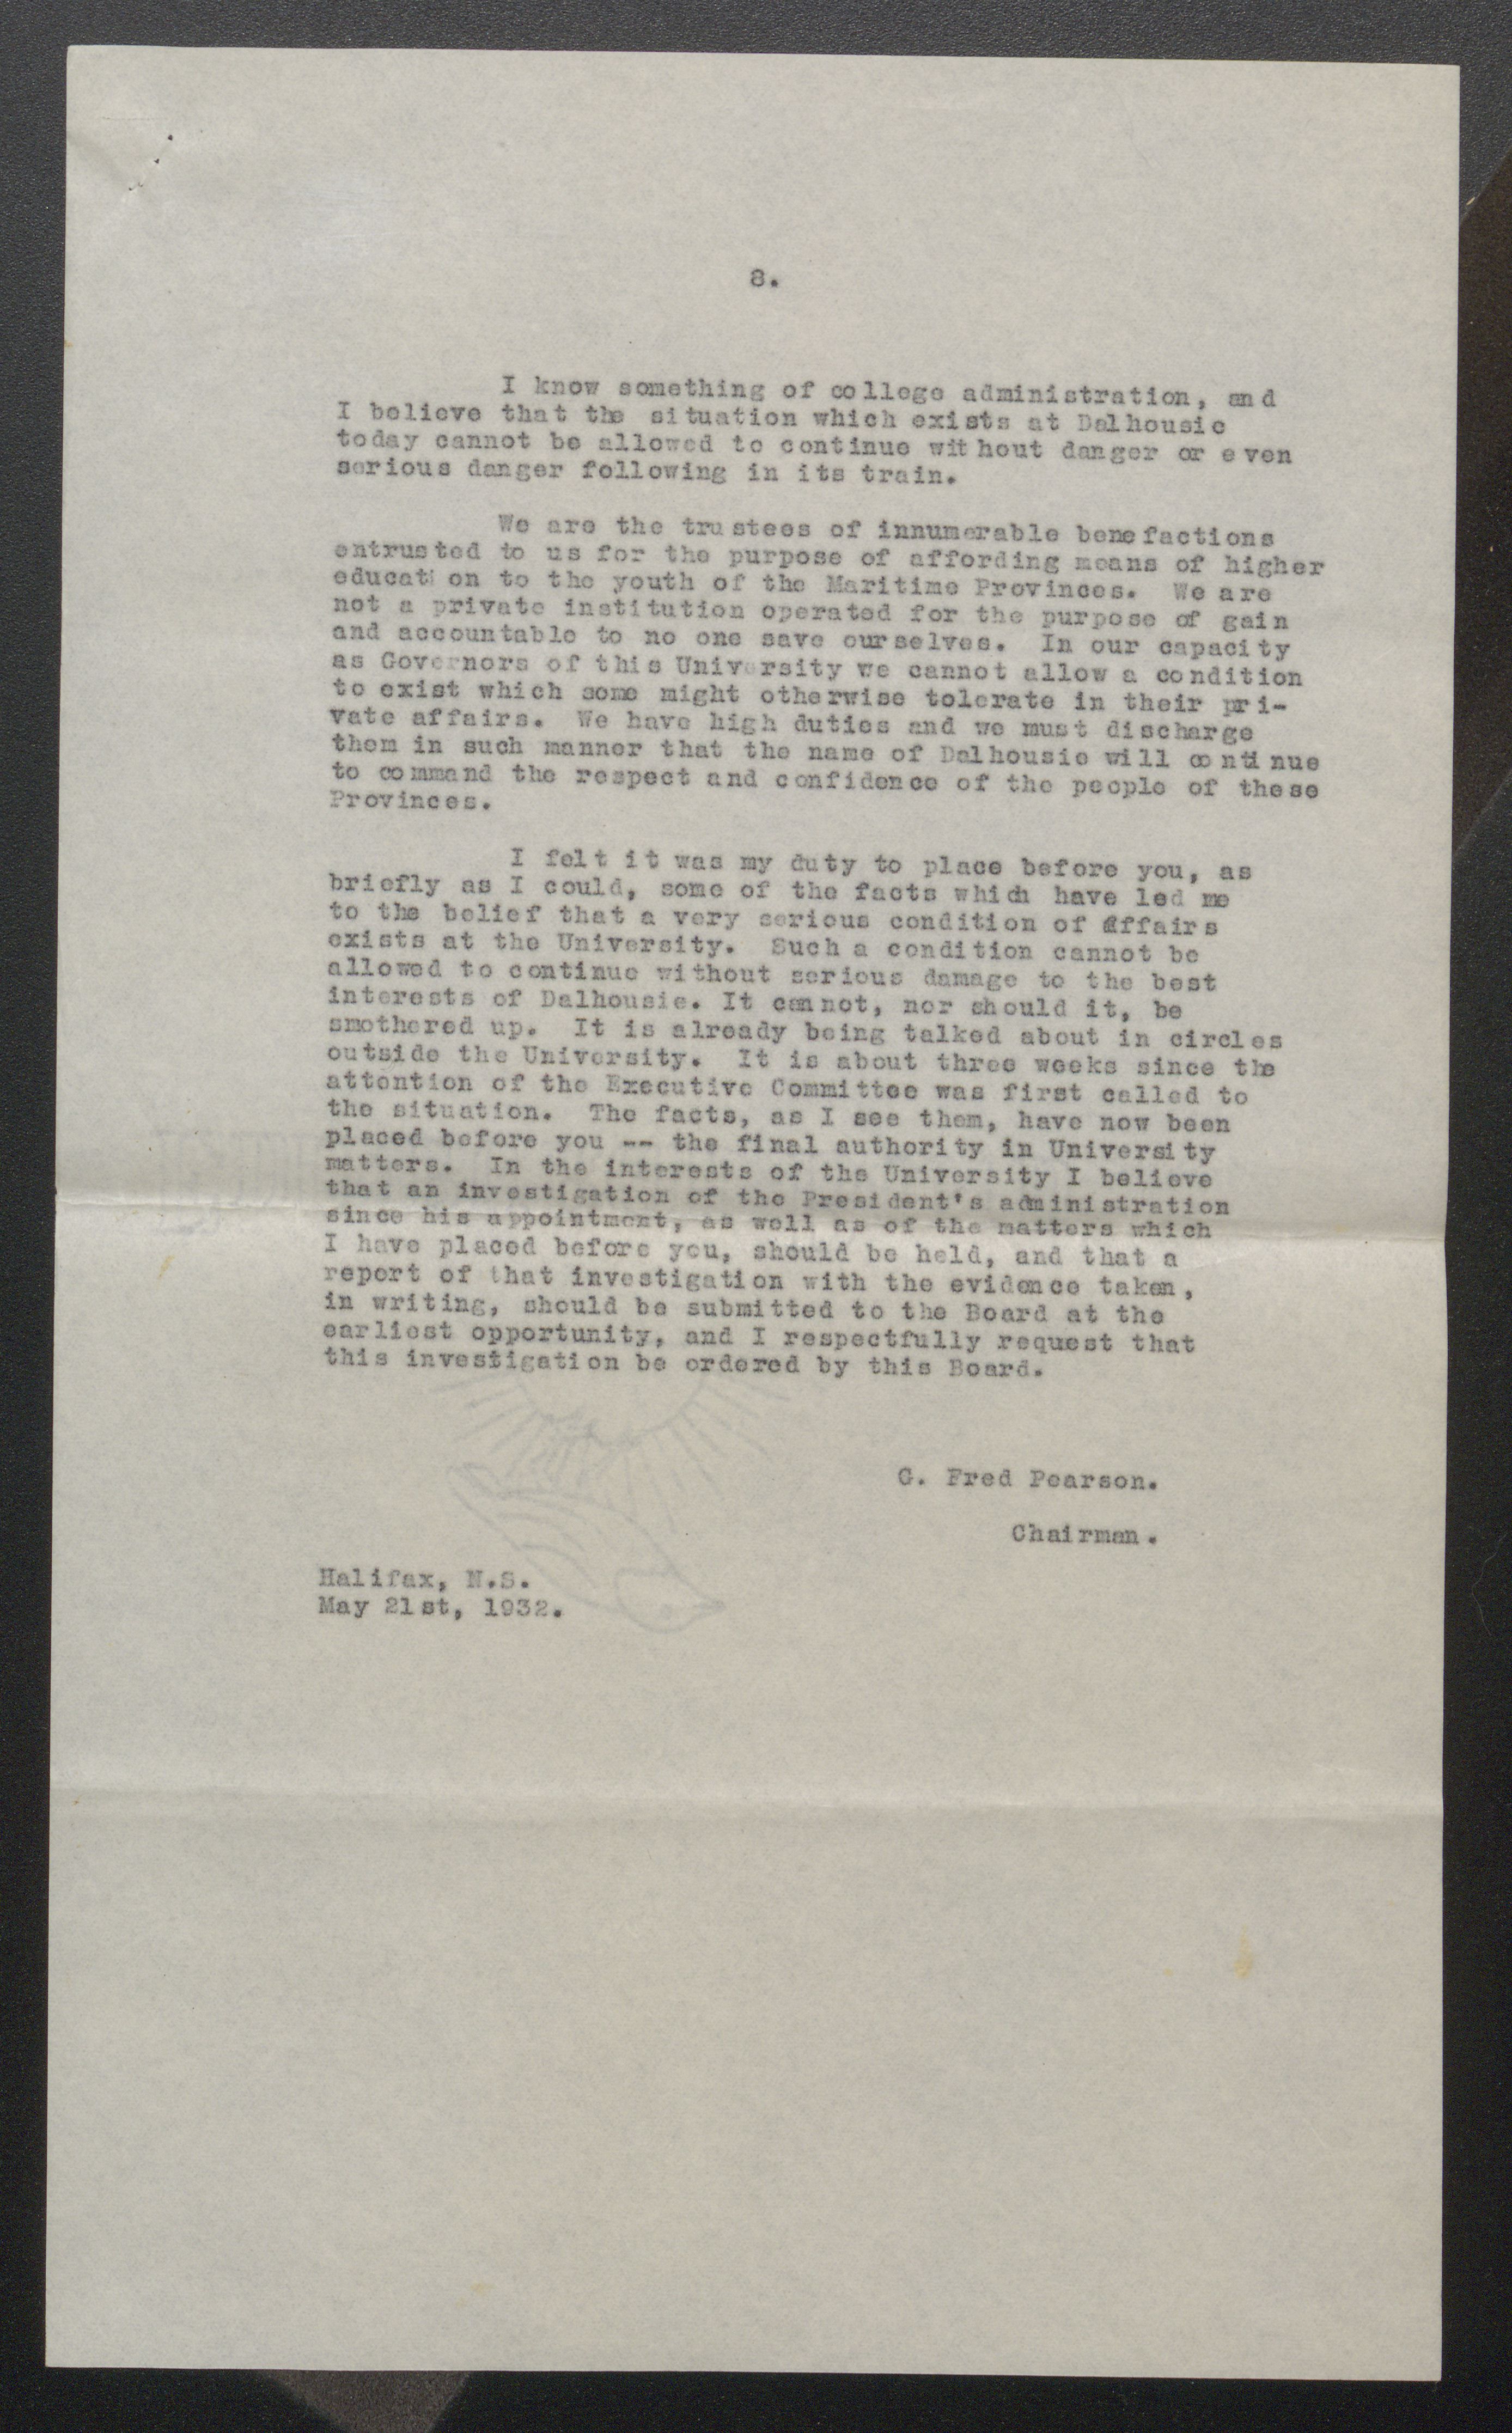 8.
I know something of college administration, and
I believe that the situation which exists at Dalhousie
today cannot be allowed to continue without danger or even
serious danger following in its train.
We are the trustees of innumerable benefactions
entrusted to us for the purpose of affording means of higher
education to the youth of the Maritime Provinces. We are
not a private institution operated for the purpose of gain
and accountable to no one save ourselves. In our capacity
as Governors of this University we cannot allow a condition
to exist which some might otherwise tolerate in their pri-
vate affairs. We have high duties and we must discharge
them in such manner that the name of Dalhousie will continue
to command the respect and confidence of the people of these
Provinces.
I felt it was my duty to place before you, as
briefly as I could, some of the facts which have led me
to the belief that a very serious condition of affairs
exists at the University. Such a condition cannot be
allowed to continue without serious damage to the best
interests of Dalhousie. It cannot, nor should it, be
smothered up. It is already being talked about in circles
outside the University. It is about three weeks since the
attention of the Executive Committee was first called to
the situation. The facts, as I see them, have now been
placed before you -- the final authority in University
matters. In the interests of the University I believe
that an investigation of the President's administration
since his appointment, as well as of the matters which
I have placed before you, should be held, and that a
report of that investigation with the evidence taken,
in writing, should be submitted to the Board at the
earliest opportunity, and I respectfully request that
this investigation be ordered by this Board.
G. Fred Pearson.
Chairman.
Halifax, N.S.
May 21st, 1932.